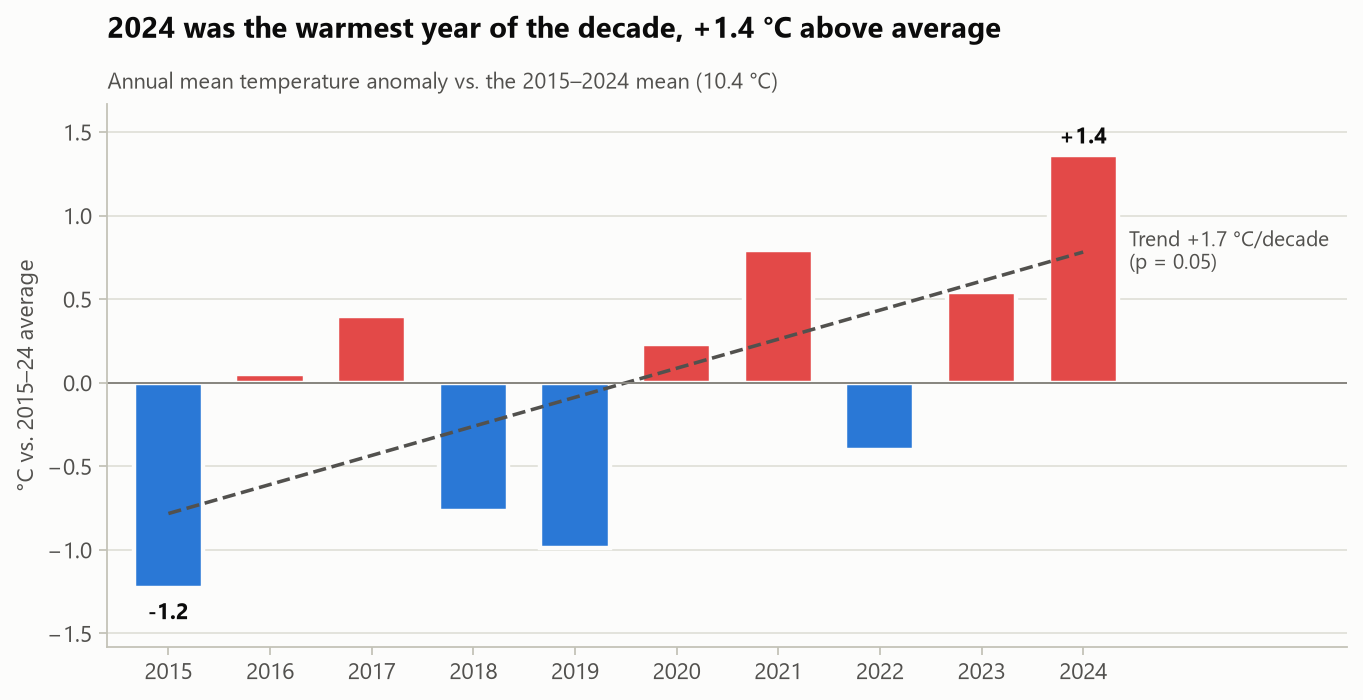 2024 was the warmest year of the decade, +1.4 °C above average
Annual mean temperature anomaly vs. the 2015–2024 mean (10.4 °C)
°C vs. 2015–24 average
1.5
1.0
0.5
0.0
−0.5
−1.0
−1.5
+1.4
Trend +1.7 °C/decade
(p = 0.05)
-1.2
2015 2016 2017 2018 2019 2020 2021 2022 2023 2024